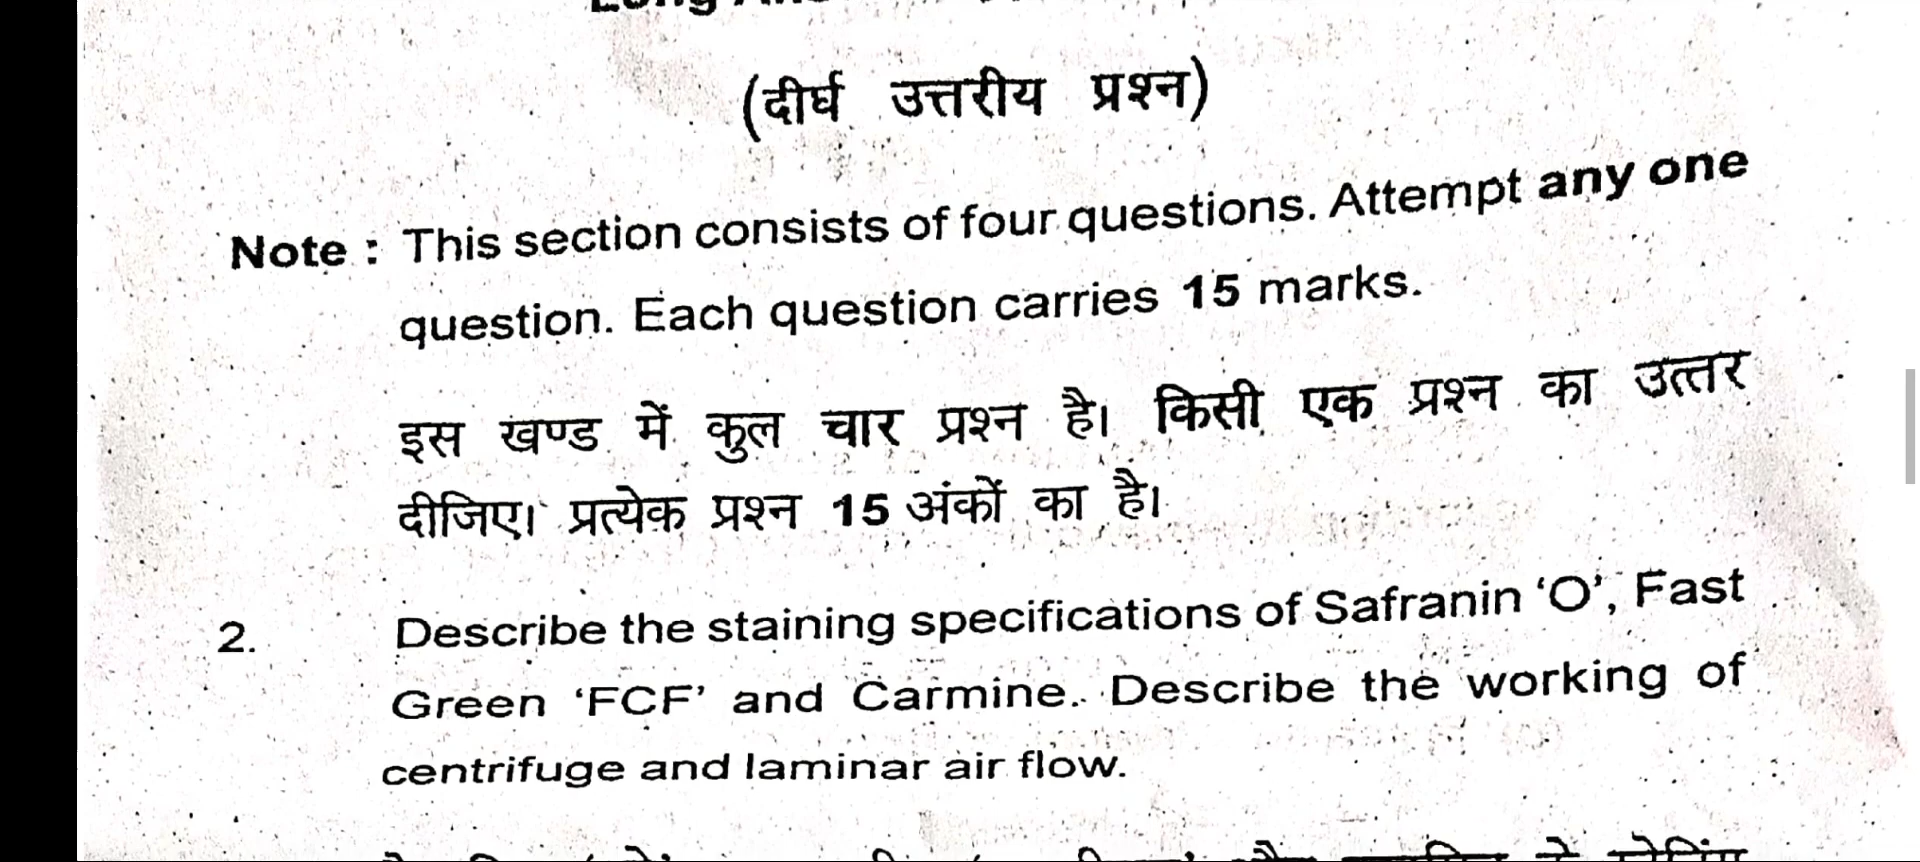 (दीर्घ उत्तरीय प्रश्न)
Note : This section consists of four questions. Attempt any one
question. Each question carries 15 marks.
इस खण्ड में कुल चार प्रश्न है। किसी एक प्रश्न का उत्तर
दीजिए। प्रत्येक प्रश्न 15 अंकों का है।
2. Describe the staining specifications of Safranin ‘O’, Fast
Green ‘FCF’ and Carmine. Describe the working of
centrifuge and laminar air flow.